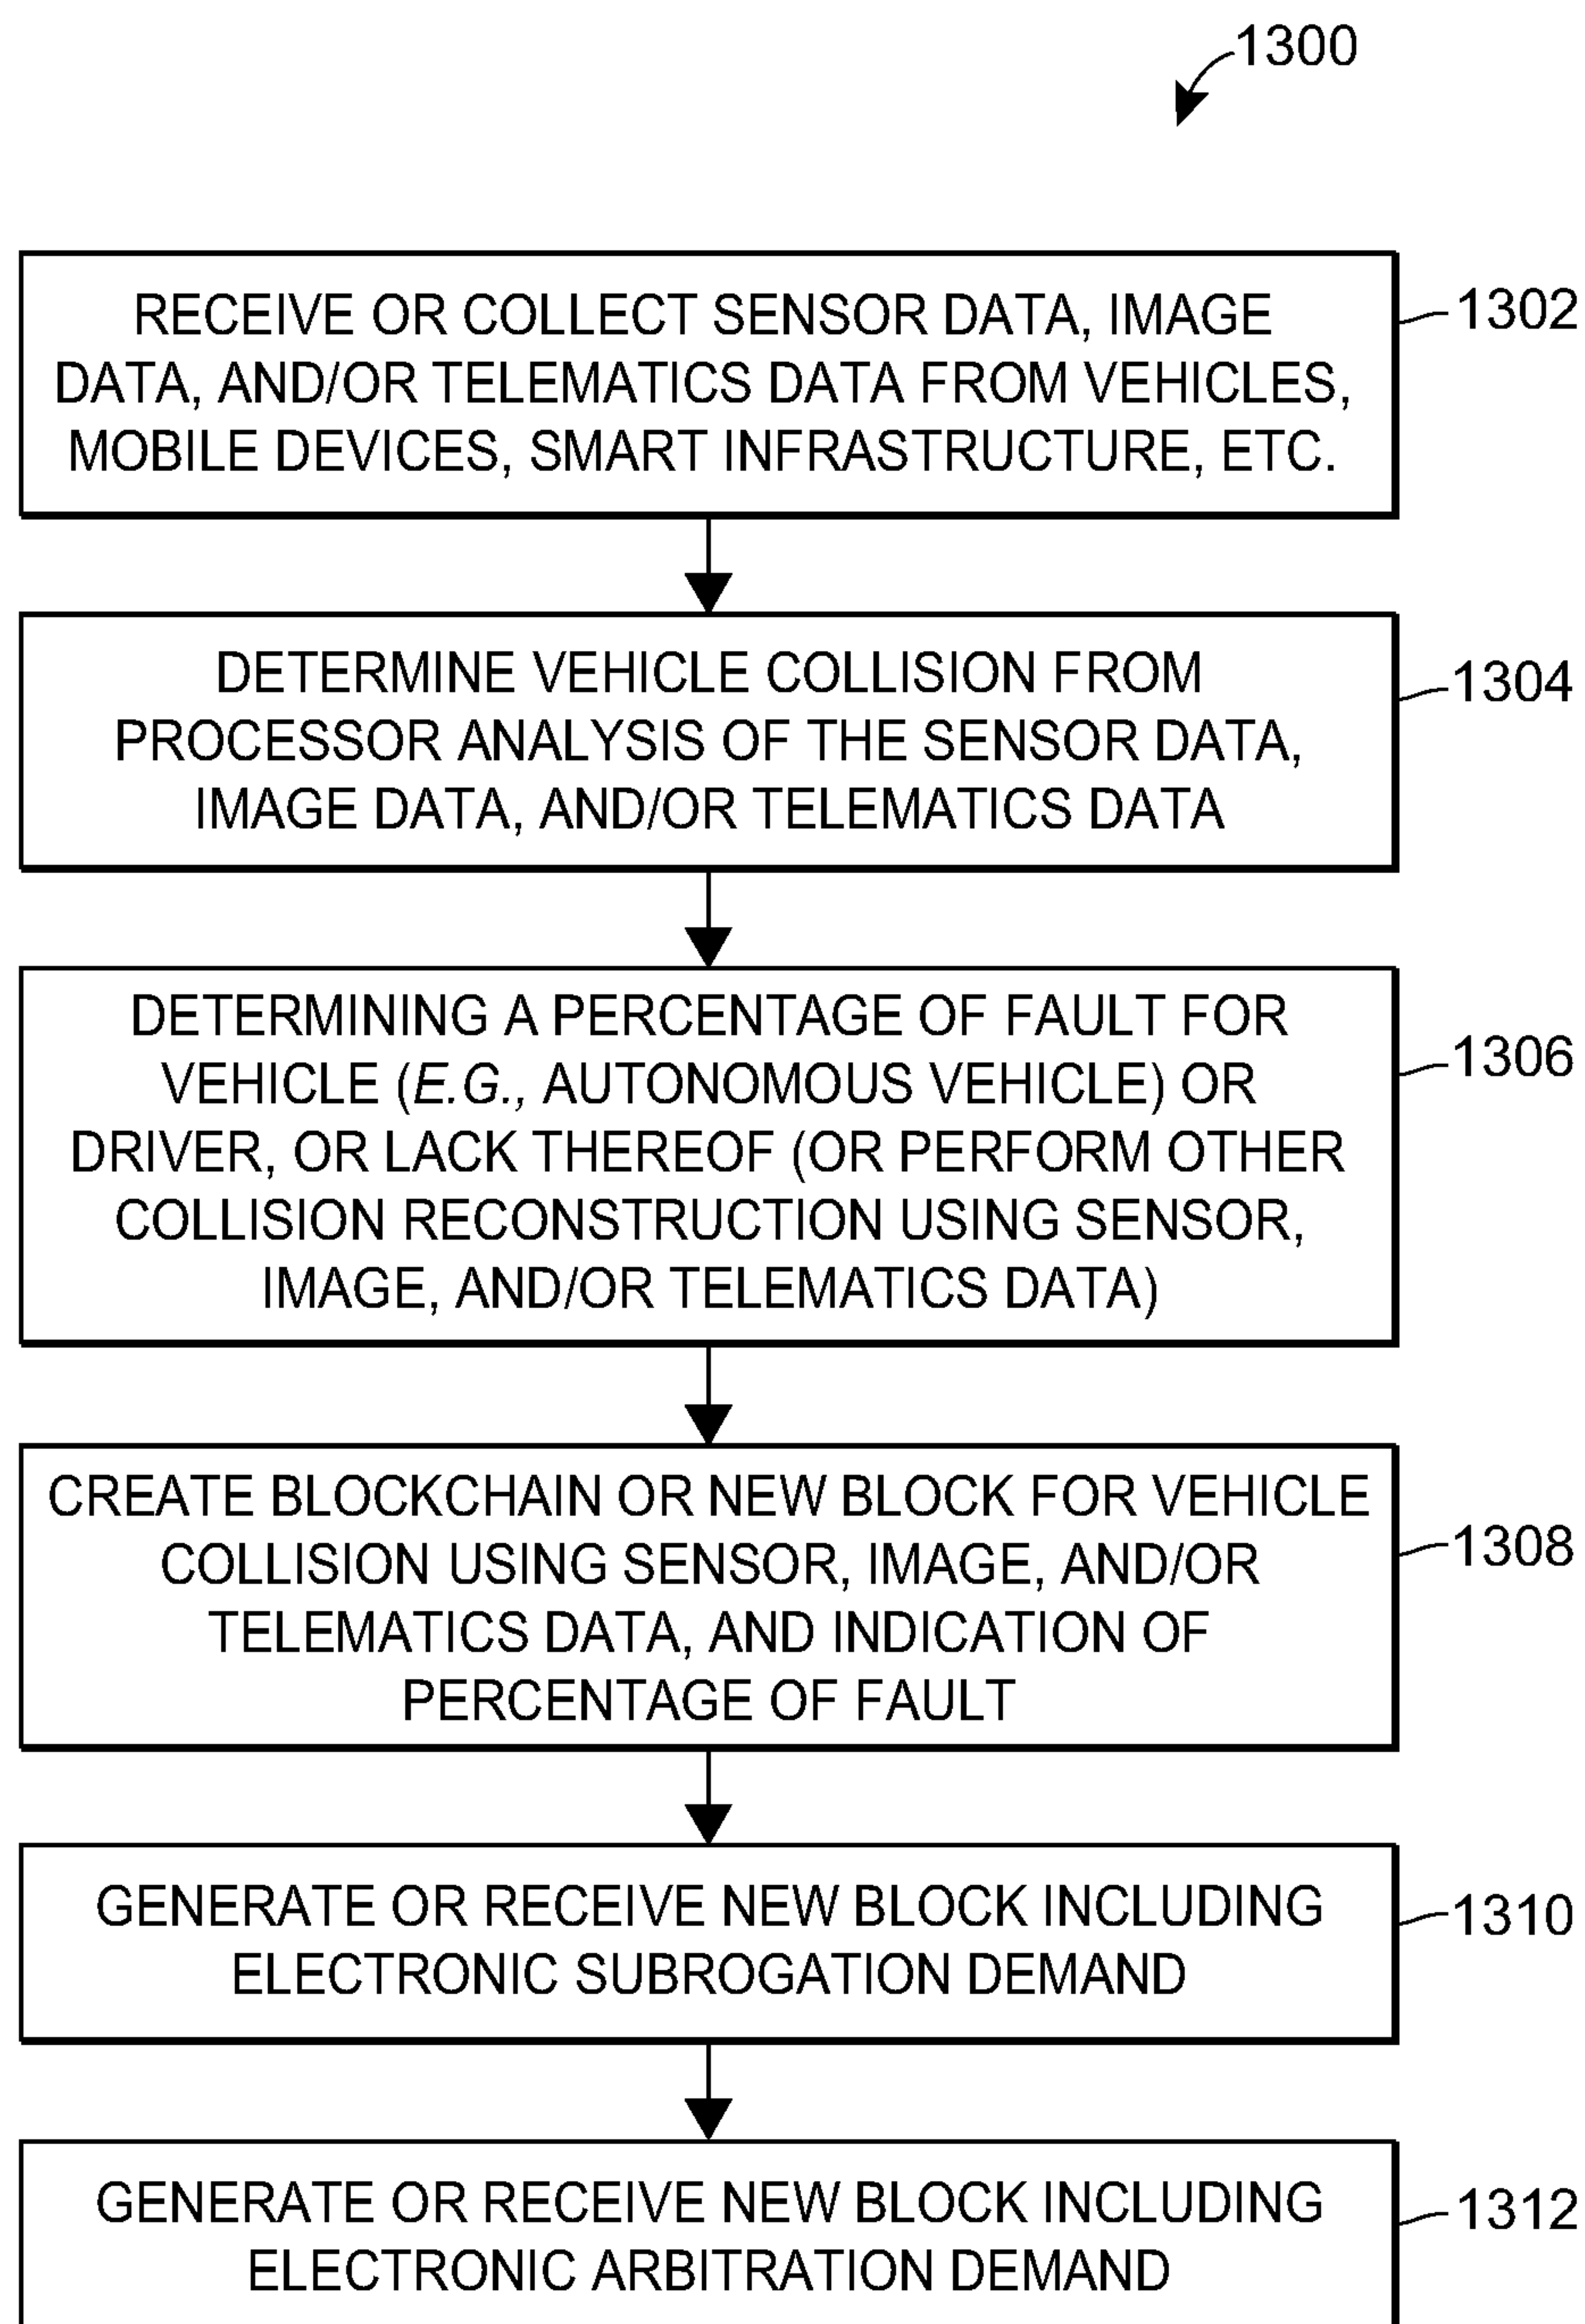 1300
RECEIVE OR COLLECT SENSOR DATA, IMAGE
DATA, AND/OR TELEMATICS DATA FROM VEHICLES,
MOBILE DEVICES, SMART INFRASTRUCTURE, ETC.
1302
DETERMINE VEHICLE COLLISION FROM
PROCESSOR ANALYSIS OF THE SENSOR DATA,
IMAGE DATA, AND/OR TELEMATICS DATA
1304
DETERMINING A PERCENTAGE OF FAULT FOR
VEHICLE (E.G., AUTONOMOUS VEHICLE) OR
DRIVER, OR LACK THEREOF (OR PERFORM OTHER
COLLISION RECONSTRUCTION USING SENSOR,
IMAGE, AND/OR TELEMATICS DATA)
1306
CREATE BLOCKCHAIN OR NEW BLOCK FOR VEHICLE
COLLISION USING SENSOR, IMAGE, AND/OR
TELEMATICS DATA, AND INDICATION OF
PERCENTAGE OF FAULT
1308
GENERATE OR RECEIVE NEW BLOCK INCLUDING
ELECTRONIC SUBROGATION DEMAND
1310
GENERATE OR RECEIVE NEW BLOCK INCLUDING
ELECTRONIC ARBITRATION DEMAND
1312